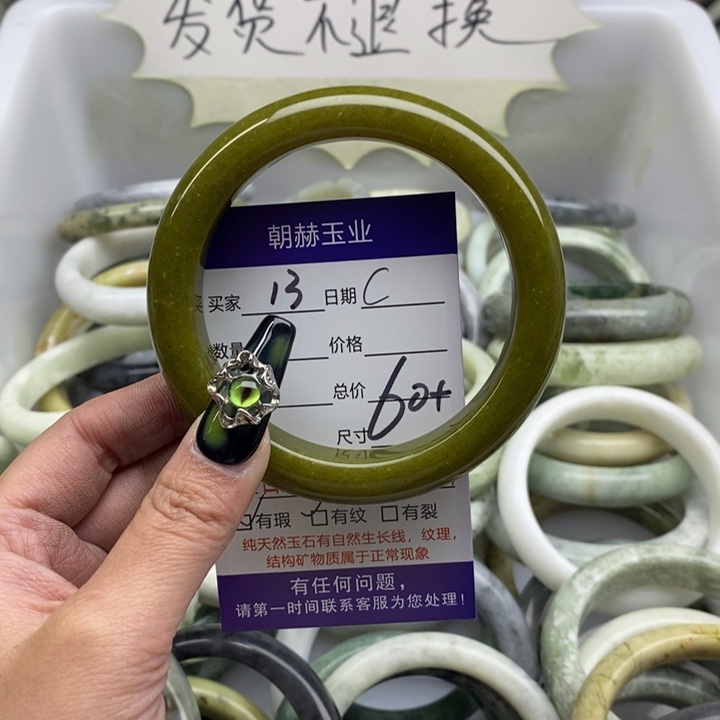 发货不退换
朝赫玉业
买家 13 日期 C
数量 价格
总价 60+
尺寸
有瑕 有纹 有裂
纯天然玉石有自然生长线，纹理，
结构矿物质属于正常现象
有任何问题，
请第一时间联系客服为您处理！